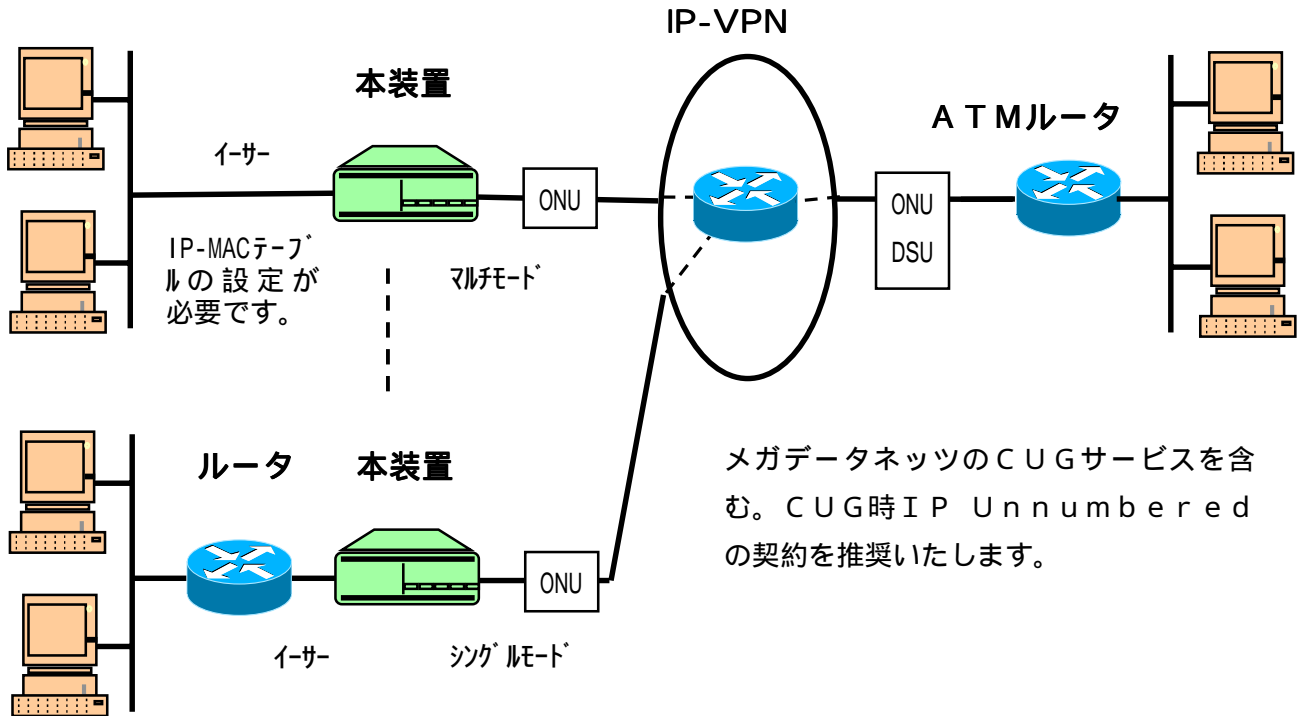 IP-VPN
本装置
ATMルータ
イーサー
ONU
ONU
DSU
IP-MACテーブ
ルの設定が
必要です。
マルチモード
ルータ
本装置
ONU
イーサー
シングルモード
メガデータネッツのCUGサービスを含
む。CUG時IP Unnumbered
の契約を推奨いたします。